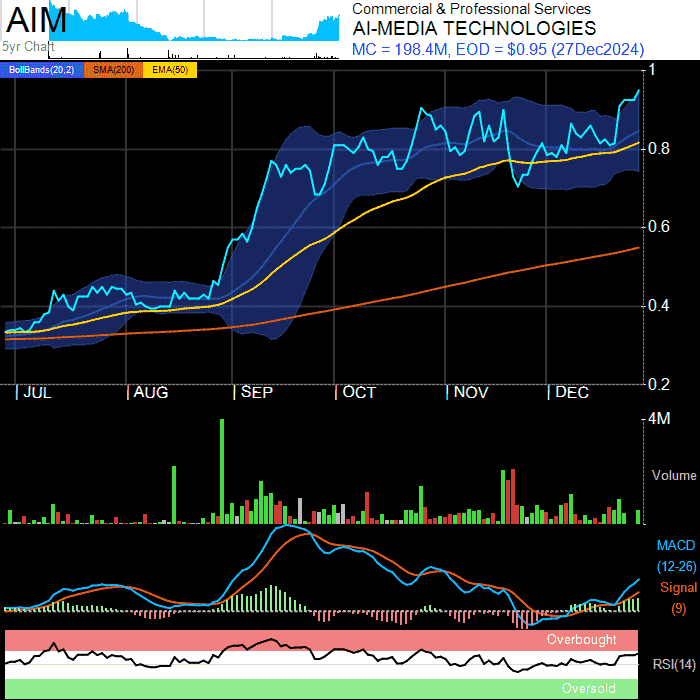 AIM
5yr Chart
Commercial & Professional Services
AI-MEDIA TECHNOLOGIES
MC = 198.4M, EOD = $0.95 (27Dec2024)
BollBands(20,2) SMA(200) EMA(50)
1
0.8
0.6
0.4
0.2
JUL AUG SEP OCT NOV DEC
4M
Volume
MACD
(12-26)
Signal
(9)
Overbought
RSI(14)
Oversold